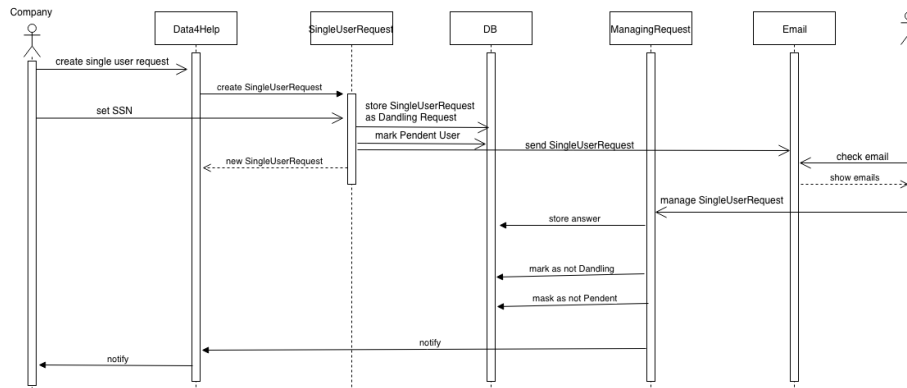 Company
Data4Help
SingleUserRequest
DB
ManagingRequest
Email
create single user request
create SingleUserRequest
set SSN
store SingleUserRequest
as Dandling Request
mark Pendent User
send SingleUserRequest
new SingleUserRequest
check email
show emails
manage SingleUserRequest
store answer
mark as not Dandling
mask as not Pendent
notify
notify